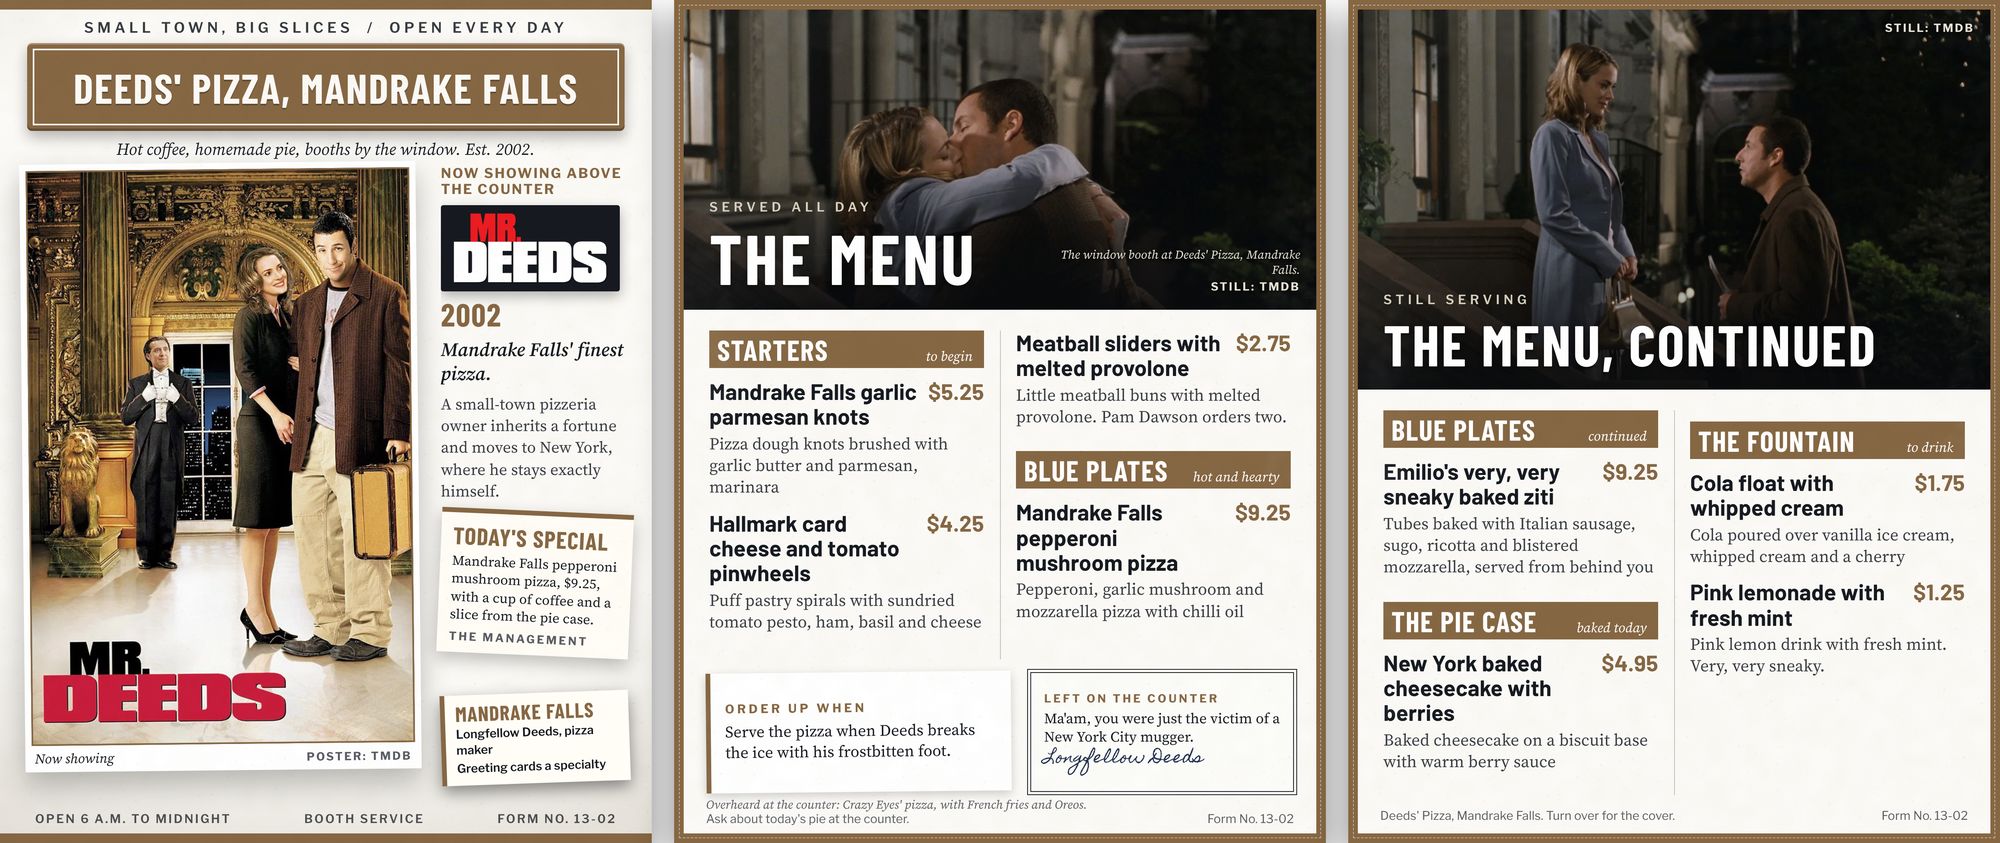 SMALL TOWN, BIG SLICES / OPEN EVERY DAY
DEEDS' PIZZA, MANDRAKE FALLS
Hot coffee, homemade pie, booths by the window. Est. 2002.
MR.
DEEDS
Now showing
POSTER: TMDB
NOW SHOWING ABOVE
THE COUNTER
MR.
DEEDS
2002
Mandrake Falls' finest
pizza.
A small-town pizzeria
owner inherits a fortune
and moves to New York,
where he stays exactly
himself.
TODAY'S SPECIAL
Mandrake Falls pepperoni
mushroom pizza, $9.25,
with a cup of coffee and a
slice from the pie case.
THE MANAGEMENT
MANDRAKE FALLS
Longfellow Deeds, pizza
maker
Greeting cards a specialty
OPEN 6 A.M. TO MIDNIGHT
BOOTH SERVICE
FORM NO. 13-02
SERVED ALL DAY
THE MENU
The window booth at Deeds' Pizza, Mandrake
Falls.
STILL: TMDB
STARTERS
to begin
Mandrake Falls garlic $5.25
parmesan knots
Pizza dough knots brushed with
garlic butter and parmesan,
marinara
Hallmark card $4.25
cheese and tomato
pinwheels
Puff pastry spirals with sundried
tomato pesto, ham, basil and cheese
Meatball sliders with $2.75
melted provolone
Little meatball buns with melted
provolone. Pam Dawson orders two.
BLUE PLATES
hot and hearty
Mandrake Falls $9.25
pepperoni
mushroom pizza
Pepperoni, garlic mushroom and
mozzarella pizza with chilli oil
ORDER UP WHEN
Serve the pizza when Deeds breaks
the ice with his frostbitten foot.
LEFT ON THE COUNTER
Ma'am, you were just the victim of a
New York City mugger.
Longfellow Deeds
Overheard at the counter: Crazy Eyes' pizza, with French fries and Oreos.
Ask about today's pie at the counter.
Form No. 13-02
STILL: TMDB
STILL SERVING
THE MENU, CONTINUED
BLUE PLATES
continued
Emilio's very, very $9.25
sneaky baked ziti
Tubes baked with Italian sausage,
sugo, ricotta and blistered
mozzarella, served from behind you
THE PIE CASE
baked today
New York baked $4.95
cheesecake with
berries
Baked cheesecake on a biscuit base
with warm berry sauce
THE FOUNTAIN
to drink
Cola float with $1.75
whipped cream
Cola poured over vanilla ice cream,
whipped cream and a cherry
Pink lemonade with $1.25
fresh mint
Pink lemon drink with fresh mint.
Very, very sneaky.
Deeds' Pizza, Mandrake Falls. Turn over for the cover.
Form No. 13-02